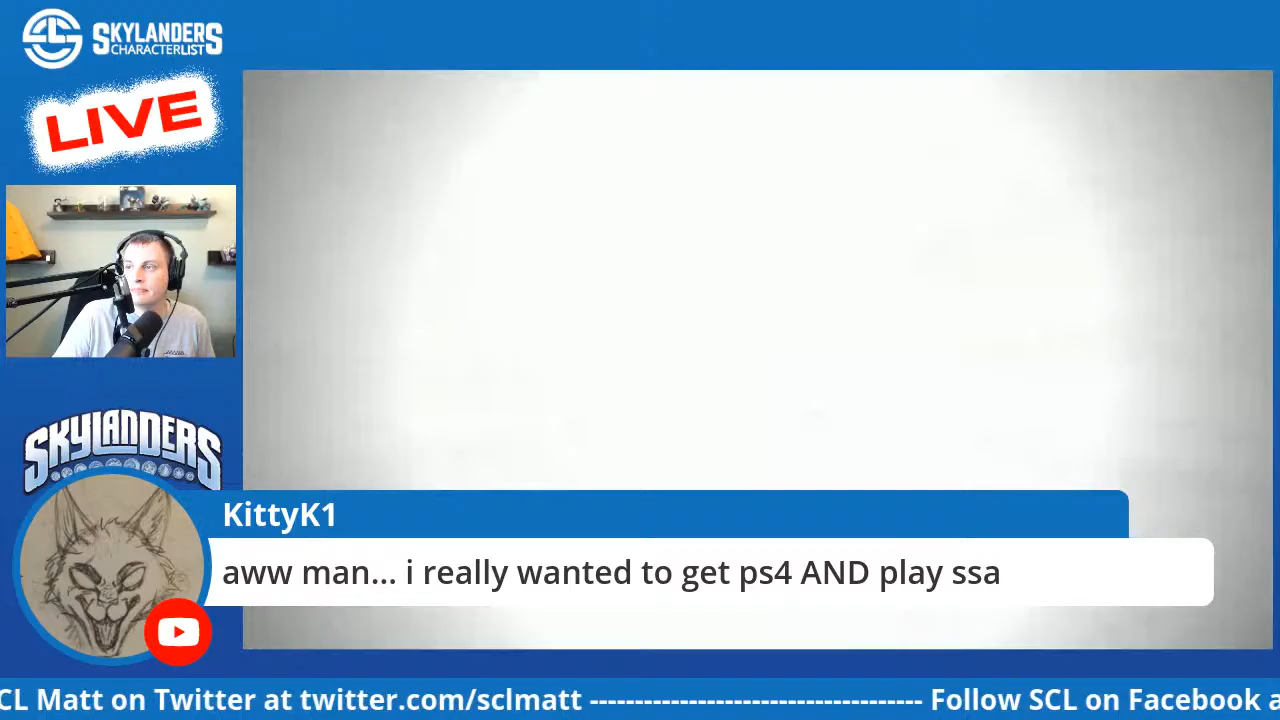 SKYLANDERS
CHARACTERLIST
LIVE
SKYLANDERS
KittyK1
aww man... i really wanted to get ps4 AND play ssa
CL Matt on Twitter at twitter.com/sclmatt ------------------------------------ Follow SCL on Facebook a